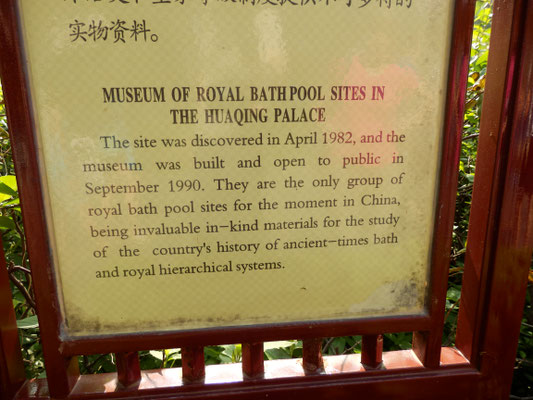 实物资料。
MUSEUM OF ROYAL BATH POOL SITES IN
THE HUAQING PALACE
The site was discovered in April 1982, and the
museum was built and open to public in
September 1990. They are the only group of
royal bath pool sites for the moment in China,
being invaluable in-kind materials for the study
of the country's history of ancient-times bath
and royal hierarchical systems.